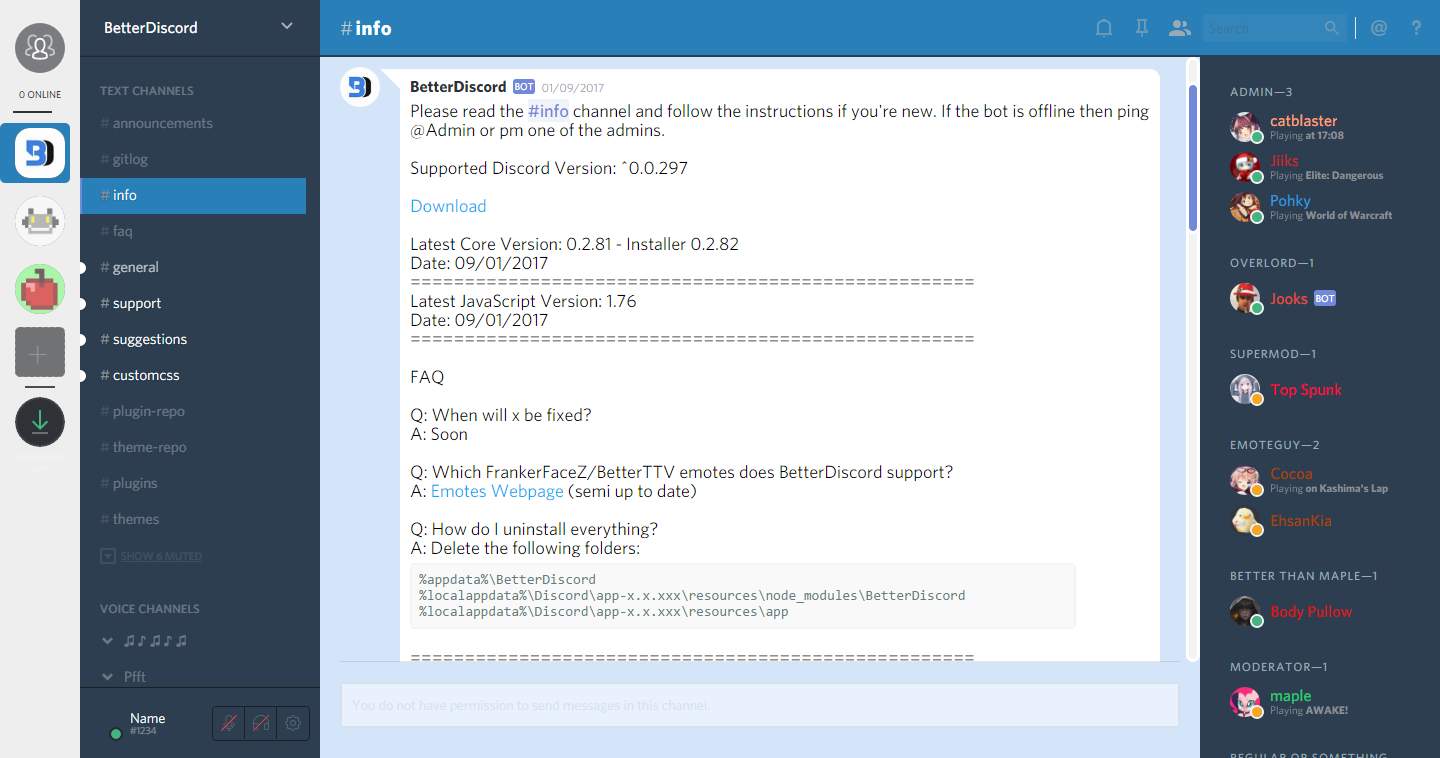 0 ONLINE
BetterDiscord
TEXT CHANNELS
# announcements
# gitlog
# info
# faq
# general
# support
# suggestions
# customcss
# plugin-repo
# theme-repo
# plugins
# themes
SHOW 6 MUTED
VOICE CHANNELS
♫ ♪ ♫ ♪ ♫
Pfft
Name
#1234
#info
Search
@ ?
BetterDiscord BOT 01/09/2017
Please read the #info channel and follow the instructions if you're new. If the bot is offline then ping
@Admin or pm one of the admins.
Supported Discord Version: ^0.0.297
Download
Latest Core Version: 0.2.81 - Installer 0.2.82
Date: 09/01/2017
==========================================================
Latest JavaScript Version: 1.76
Date: 09/01/2017
==========================================================
FAQ
Q: When will x be fixed?
A: Soon
Q: Which FrankerFaceZ/BetterTTV emotes does BetterDiscord support?
A: Emotes Webpage (semi up to date)
Q: How do I uninstall everything?
A: Delete the following folders:
%appdata%\BetterDiscord
%localappdata%\Discord\app-x.x.xxx\resources\node_modules\BetterDiscord
%localappdata%\Discord\app-x.x.xxx\resources\app
==========================================================
You do not have permission to send messages in this channel.
ADMIN—3
catblaster
Playing at 17:08
Jiiks
Playing Elite: Dangerous
Pohky
Playing World of Warcraft
OVERLORD—1
Jooks BOT
SUPERMOD—1
Top Spunk
EMOTEGUY—2
Cocoa
Playing on Kashima's Lap
EhsanKia
BETTER THAN MAPLE—1
Body Pullow
MODERATOR—1
maple
Playing AWAKE!
REGULAR OR SOMETHING